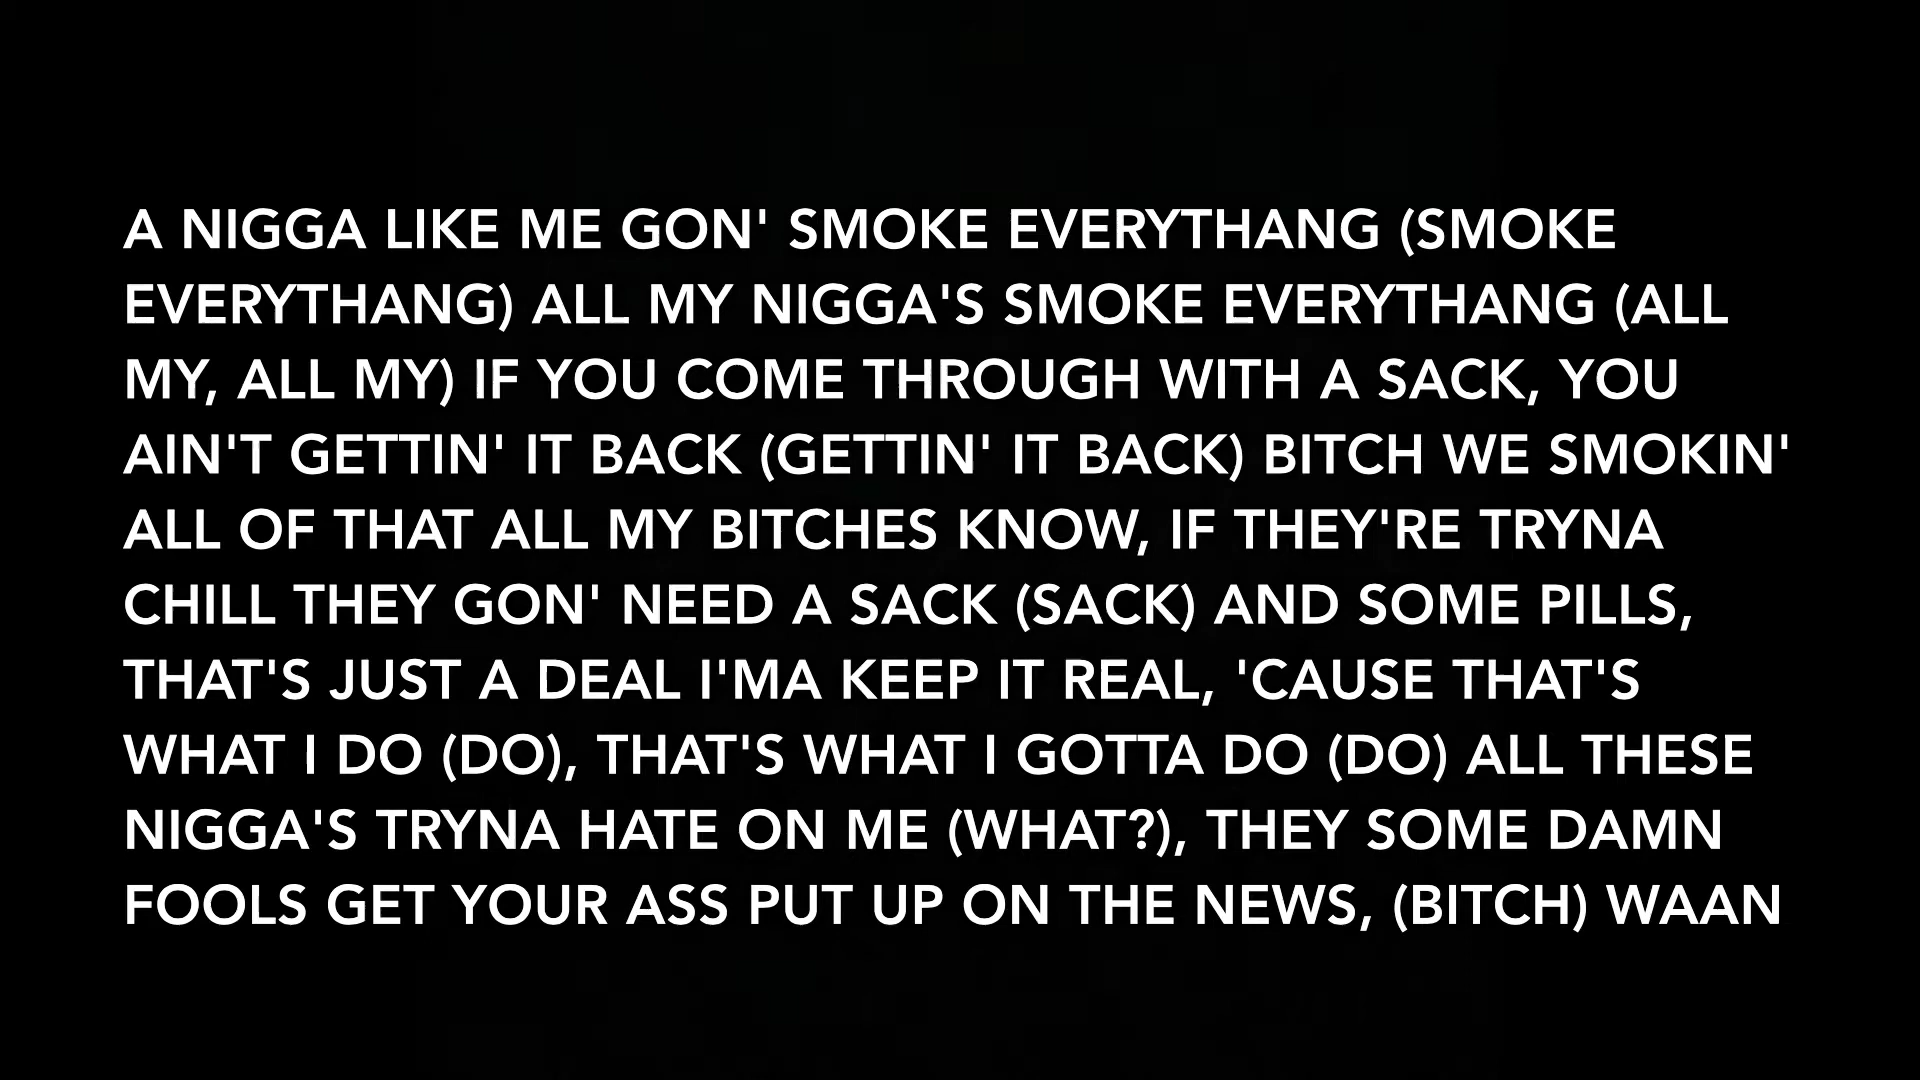 A NIGGA LIKE ME GON' SMOKE EVERYTHANG (SMOKE
EVERYTHANG) ALL MY NIGGA'S SMOKE EVERYTHANG (ALL
MY, ALL MY) IF YOU COME THROUGH WITH A SACK, YOU
AIN'T GETTIN' IT BACK (GETTIN' IT BACK) BITCH WE SMOKIN'
ALL OF THAT ALL MY BITCHES KNOW, IF THEY'RE TRYNA
CHILL THEY GON' NEED A SACK (SACK) AND SOME PILLS,
THAT'S JUST A DEAL I'MA KEEP IT REAL, 'CAUSE THAT'S
WHAT I DO (DO), THAT'S WHAT I GOTTA DO (DO) ALL THESE
NIGGA'S TRYNA HATE ON ME (WHAT?), THEY SOME DAMN
FOOLS GET YOUR ASS PUT UP ON THE NEWS, (BITCH) WAAN